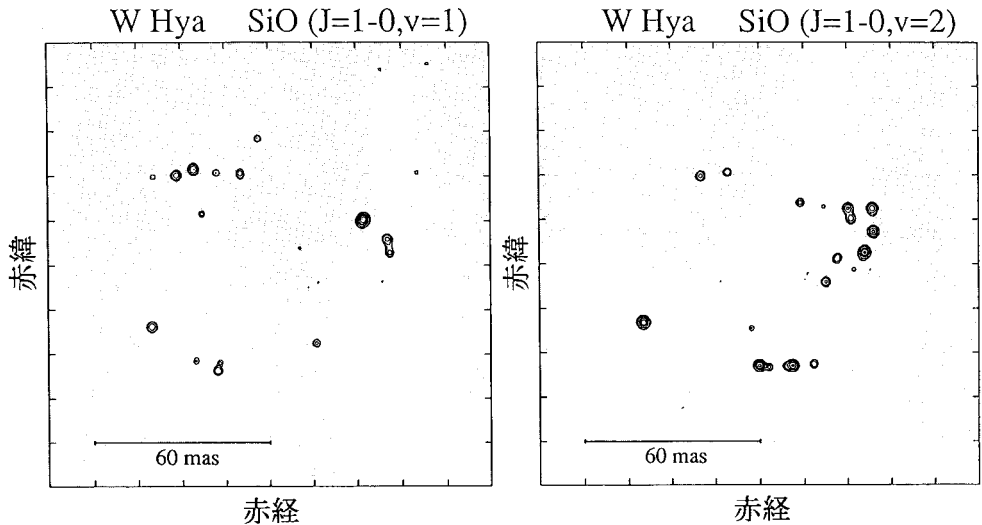 W Hya SiO (J=1-0,v=1)
赤緯
60 mas
赤経
W Hya SiO (J=1-0,v=2)
赤緯
60 mas
赤経